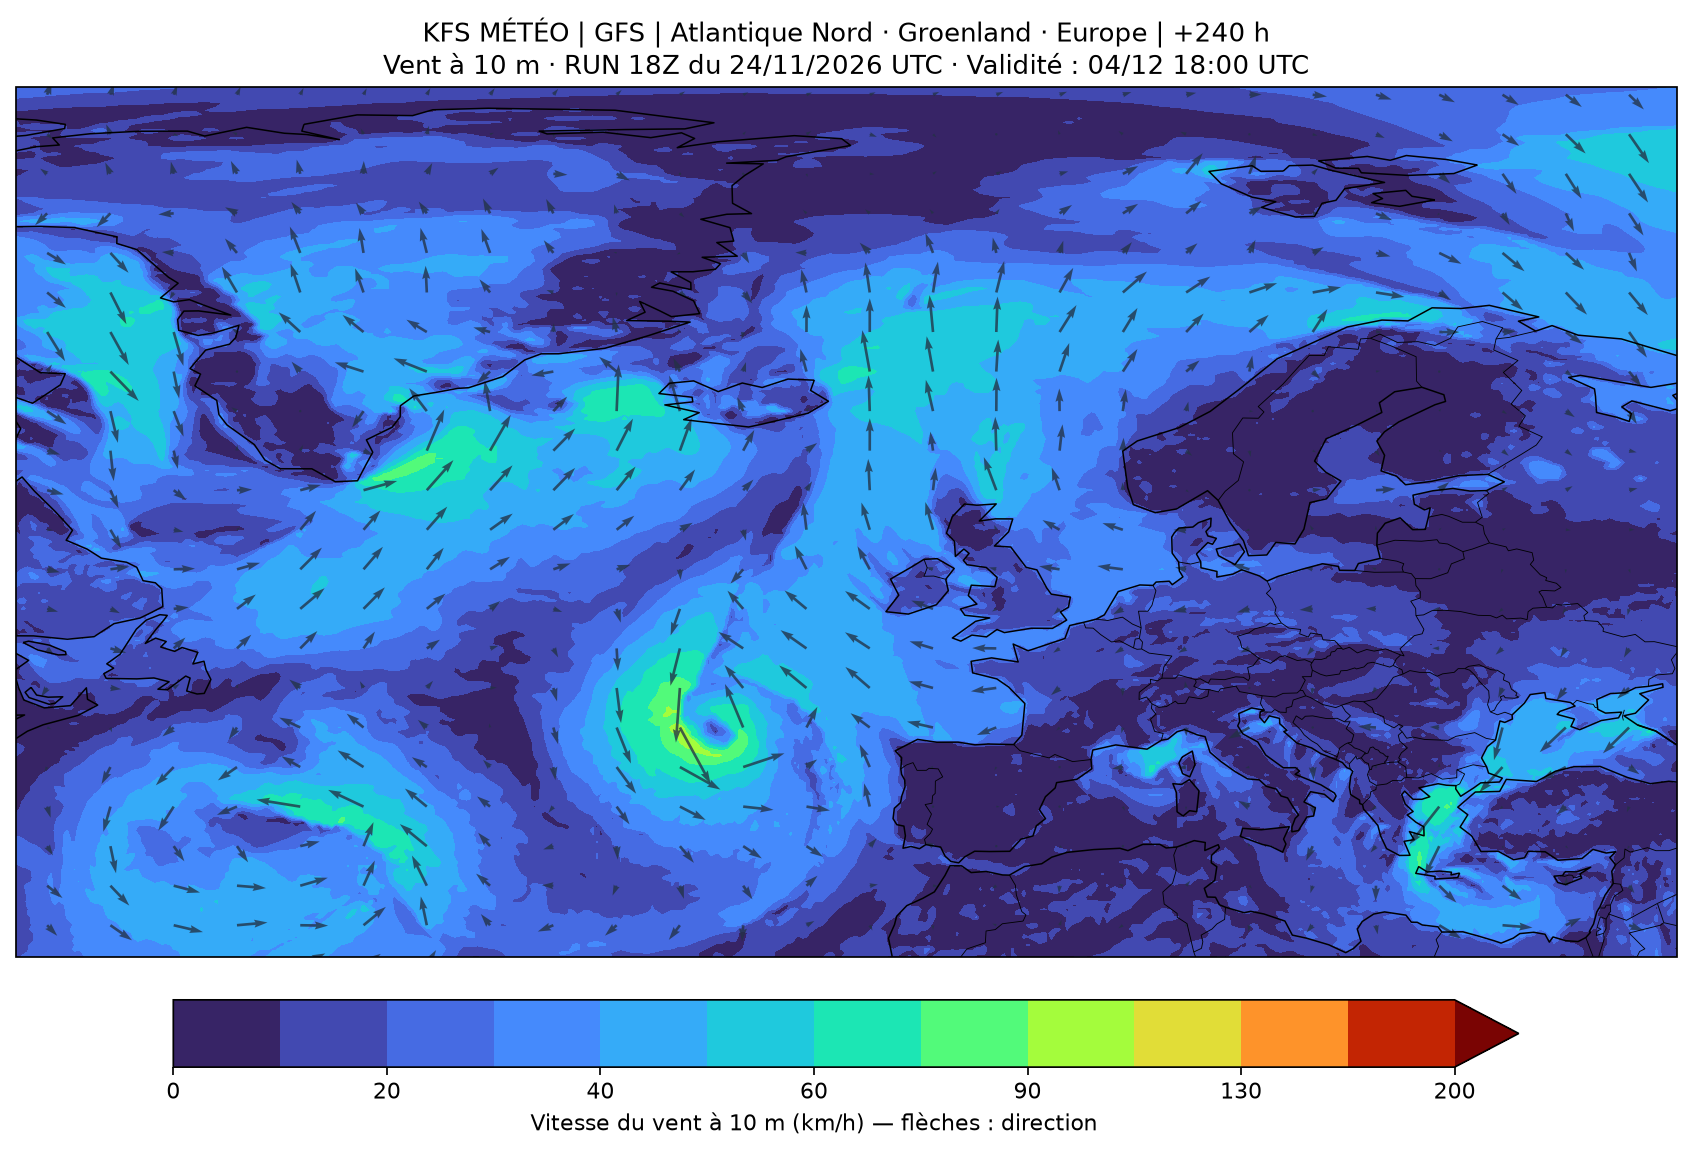 KFS MÉTÉO | GFS | Atlantique Nord · Groenland · Europe | +240 h
Vent à 10 m · RUN 18Z du 24/11/2026 UTC · Validité : 04/12 18:00 UTC
0 20 40 60 90 130 200
Vitesse du vent à 10 m (km/h) — flèches : direction